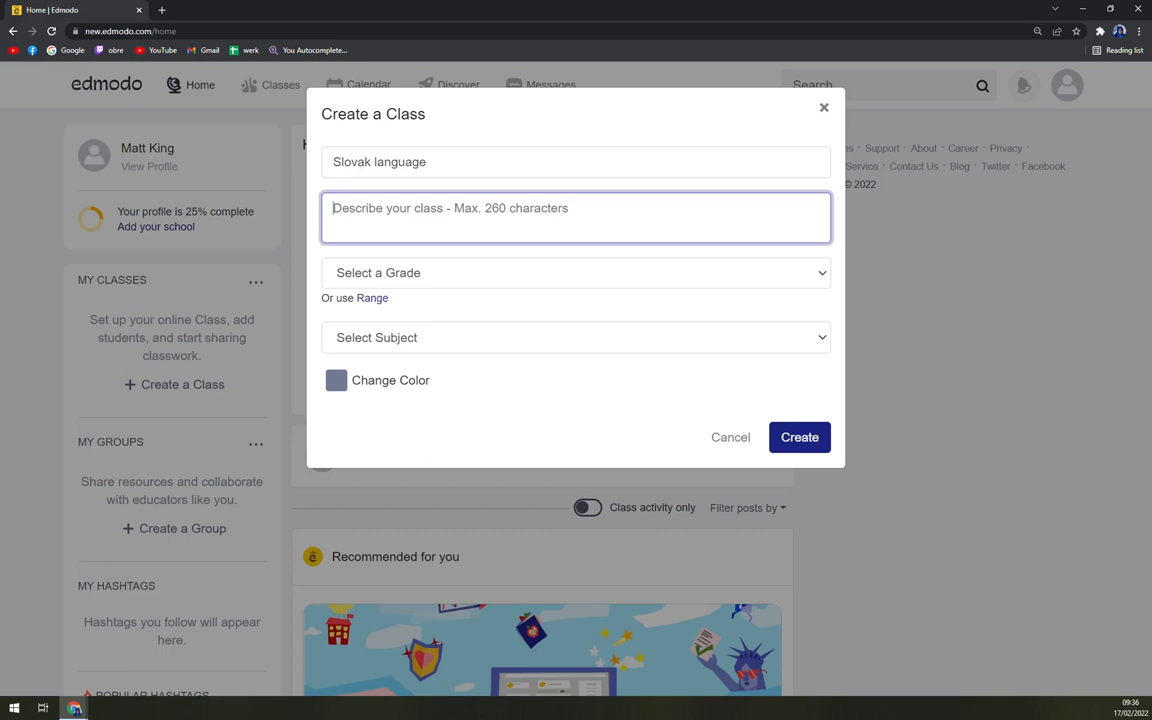 Home | Edmodo
new.edmodo.com/home
Google
obre
YouTube
Gmail
werk
You Autocomplete...
Reading list
edmodo
Home
Classes
Calendar
Discover
Messages
Search
Matt King
View Profile
Your profile is 25% complete
Add your school
MY CLASSES
Set up your online Class, add
students, and start sharing
classwork.
+ Create a Class
MY GROUPS
Share resources and collaborate
with educators like you.
+ Create a Group
MY HASHTAGS
Hashtags you follow will appear
here.
POPULAR HASHTAGS
Create a Class
×
Slovak language
Describe your class - Max. 260 characters
Select a Grade
Or use Range
Select Subject
Change Color
Cancel
Create
Class activity only
Filter posts by
Recommended for you
· Support · About · Career · Privacy ·
Service · Contact Us · Blog · Twitter · Facebook
© 2022
09:36
17/02/2022